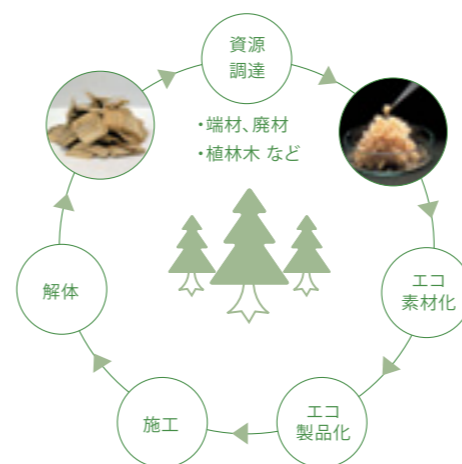 資源
調達
・端材、廃材
・植林木 など
エコ
素材化
エコ
製品化
施工
解体